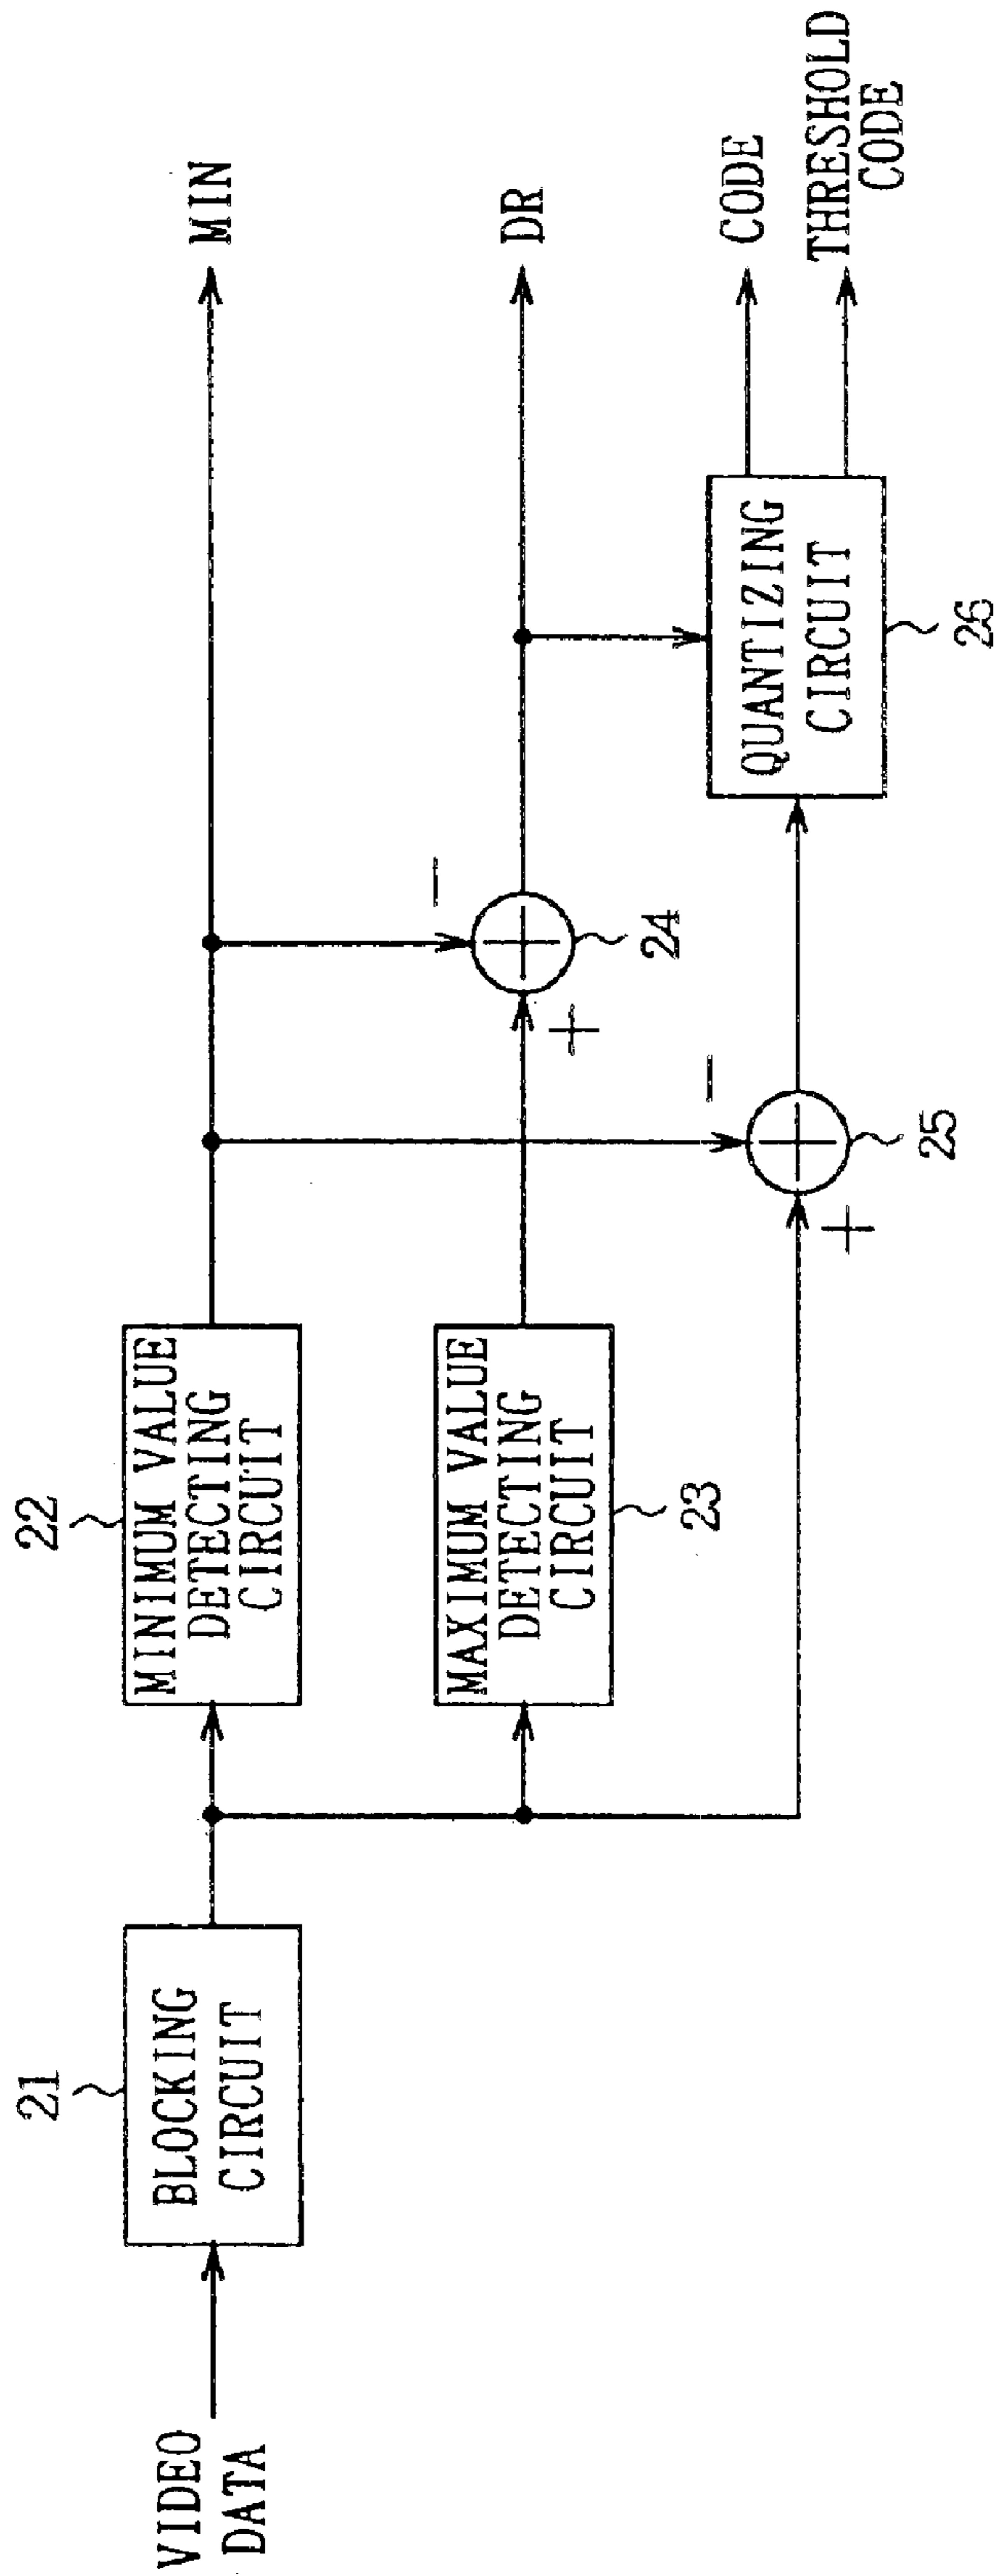 VIDEO
DATA
21
BLOCKING
CIRCUIT
22
MINIMUM VALUE
DETECTING
CIRCUIT
MAXIMUM VALUE
DETECTING
CIRCUIT
23
−
+
24
−
+
25
QUANTIZING
CIRCUIT
26
MIN
DR
CODE
THRESHOLD
CODE